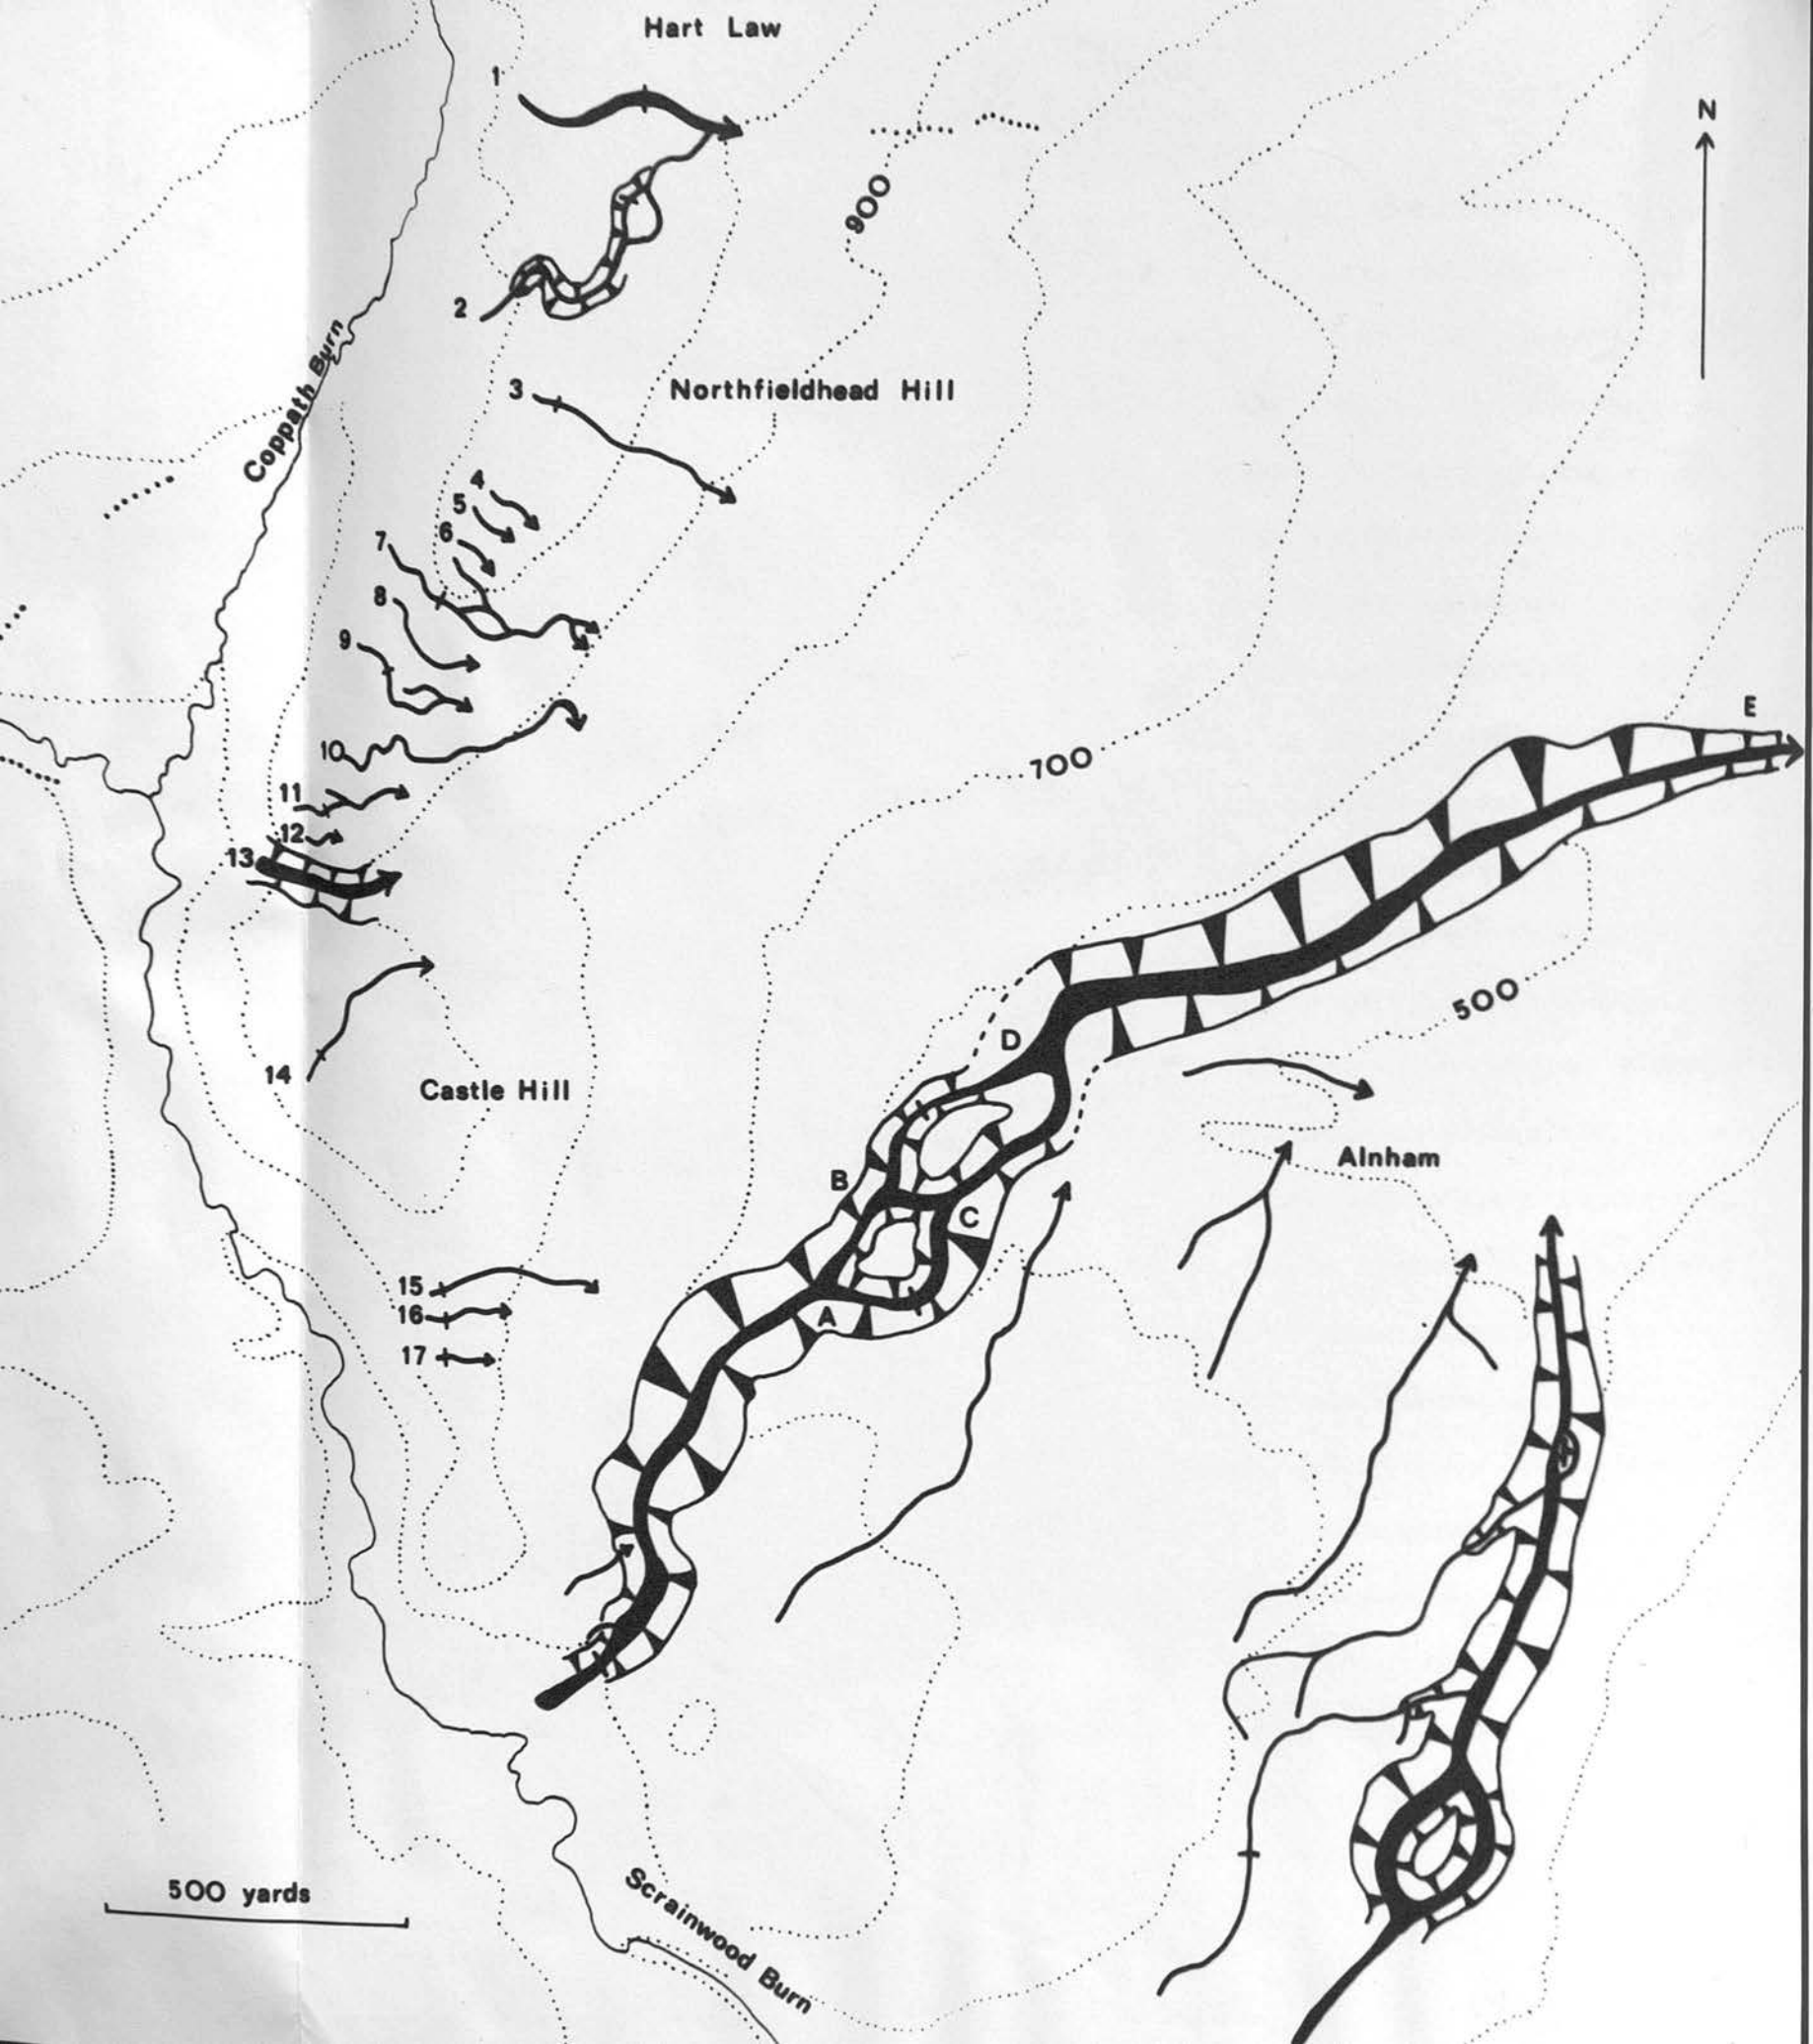 Hart Law
1
N
900
2
Coppath Burn
3
Northfieldhead Hill
4
5
6
7
8
9
E
10
700
11
12
13
500
D
14
Castle Hill
Alnham
B
C
15
A
16
17
500 yards
Scrainwood Burn